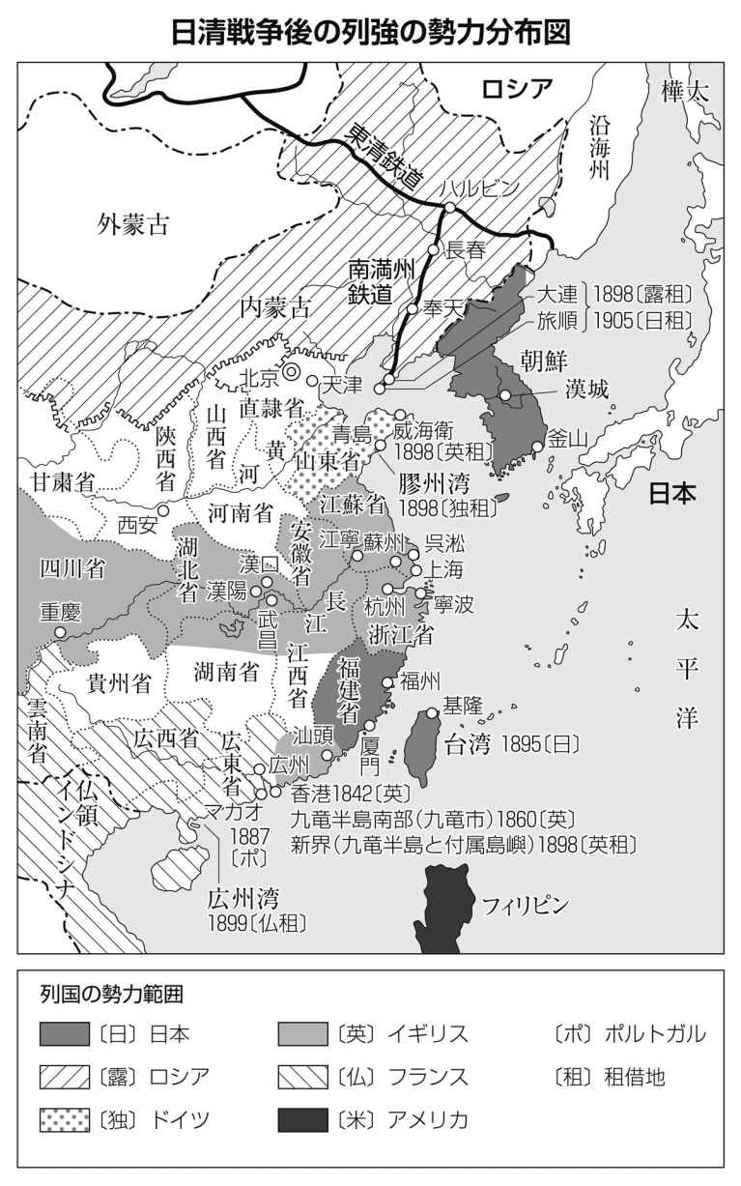 日清戦争後の列強の勢力分布図
ロシア
樺太
沿海州
東清鉄道
ハルビン
外蒙古
長春
南満州
鉄道
大連
1898〔露租〕
内蒙古
奉天
旅順
1905〔日租〕
朝鮮
北京
天津
漢城
直隷省
山西省
陝西省
黄
河
青島
威海衛
1898〔英租〕
釜山
山東省
甘粛省
膠州湾
1898〔独租〕
日本
江蘇省
河南省
西安
安徽省
江寧
蘇州
呉淞
湖北省
四川省
漢口
上海
漢陽
長
江
杭州
寧波
重慶
武昌
浙江省
太平洋
貴州省
湖南省
江西省
福建省
福州
雲南省
基隆
広西省
広東省
汕頭
厦門
台湾 1895〔日〕
広州
仏領
インドシナ
マカオ
1887
〔ポ〕
香港1842〔英〕
九竜半島南部(九竜市)1860〔英〕
新界(九竜半島と付属島嶼)1898〔英租〕
広州湾
1899〔仏租〕
フィリピン
列国の勢力範囲
〔日〕日本
〔英〕イギリス
〔ポ〕ポルトガル
〔露〕ロシア
〔仏〕フランス
〔租〕租借地
〔独〕ドイツ
〔米〕アメリカ